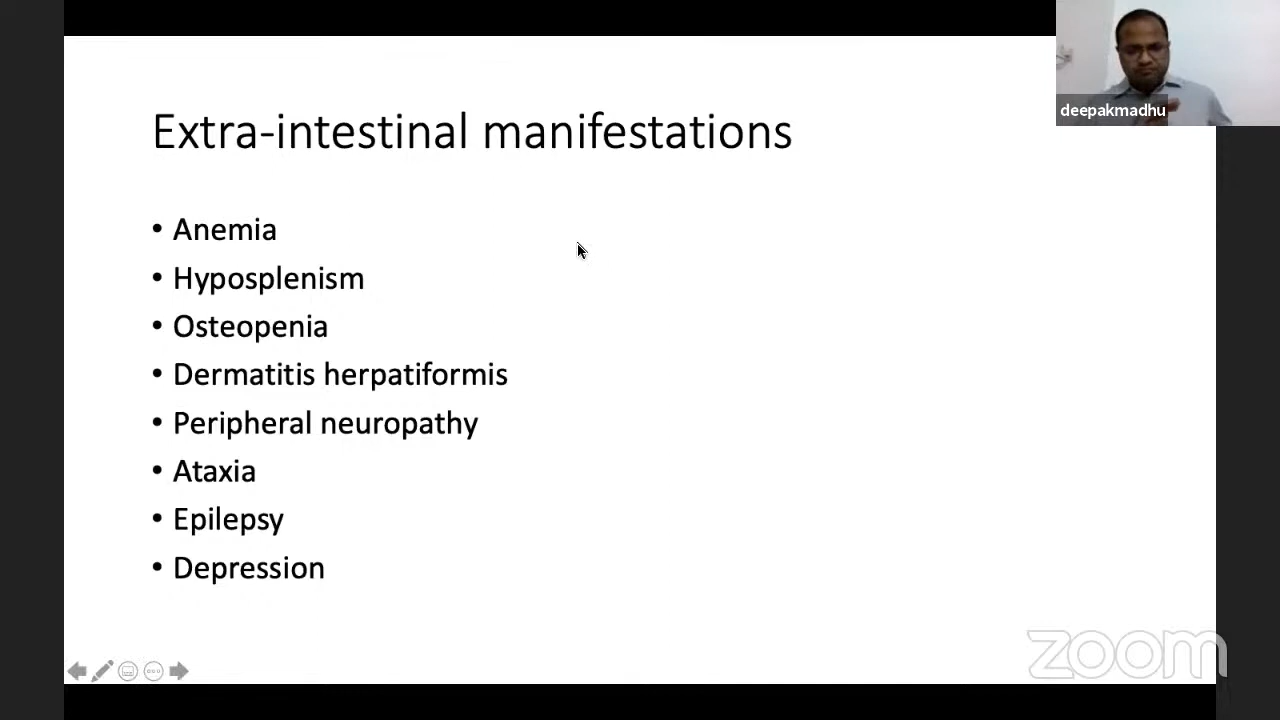 deepakmadhu
Extra-intestinal manifestations
• Anemia
• Hyposplenism
• Osteopenia
• Dermatitis herpatiformis
• Peripheral neuropathy
• Ataxia
• Epilepsy
• Depression
zoom